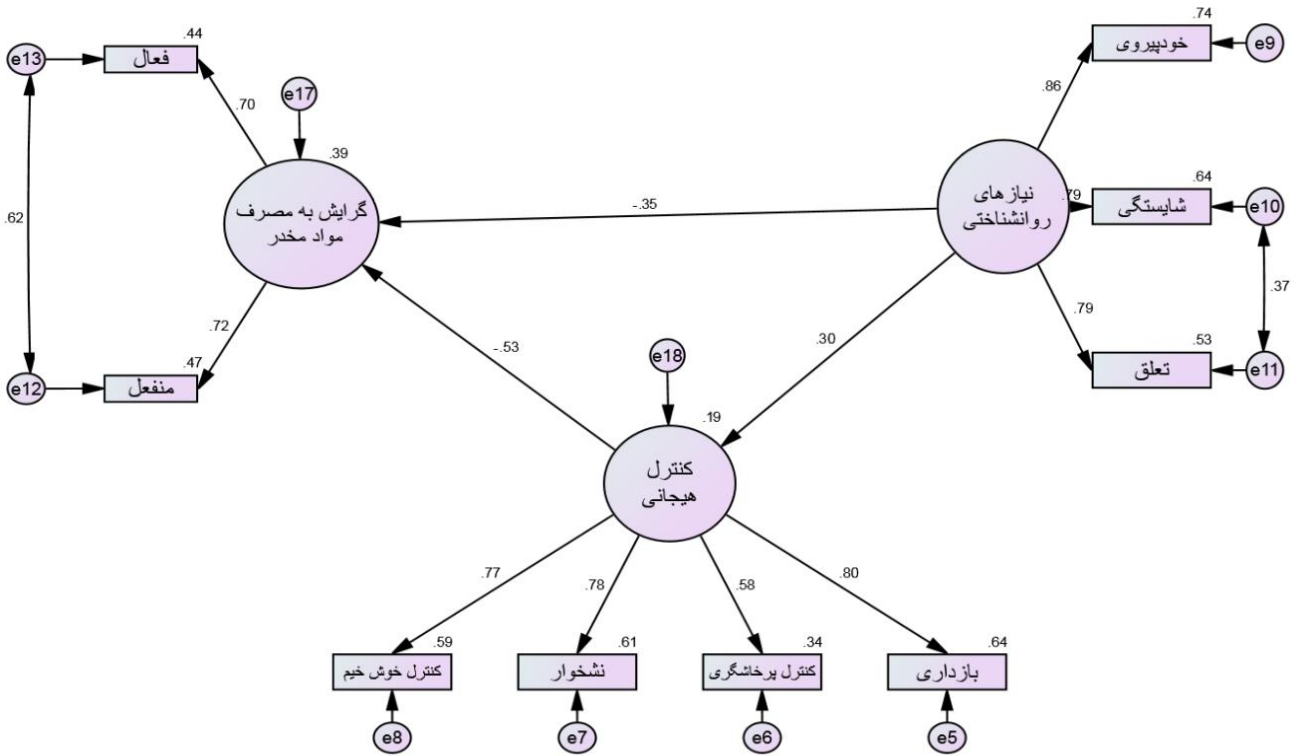 .44
.74
e13
فعال
خودپیروی
e9
.70
e17
.86
.39
.62
گرایش به مصرف
مواد مخدر
-.35
نیازهای
روانشناختی
.79
.64
شایستگی
e10
.37
.72
-.53
.30
.79
.47
e18
.53
e12
منفعل
تعلق
e11
.19
کنترل
هیجانی
.77
.78
.58
.80
.59
.61
.34
.64
کنترل خوش خیم
نشخوار
کنترل پرخاشگری
بازداری
e8
e7
e6
e5